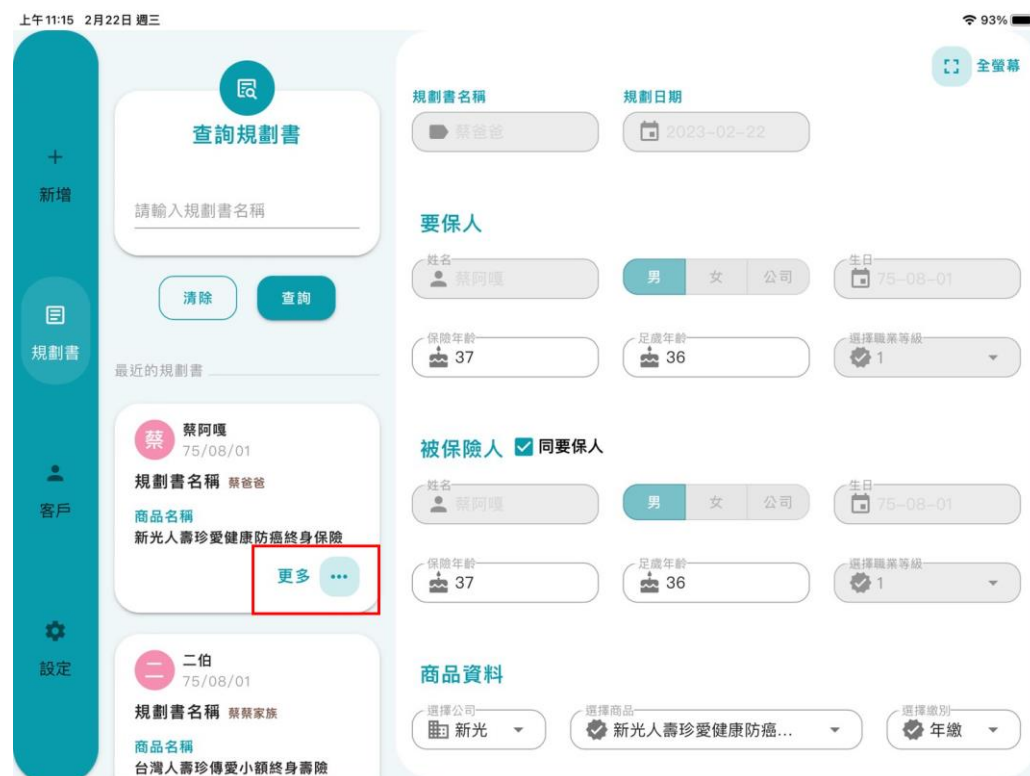 上午11:15 2月22日 週三
93%
新增
規劃書
客戶
設定
查詢規劃書
請輸入規劃書名稱
清除
查詢
最近的規劃書
蔡
蔡阿嘎
75/08/01
規劃書名稱 蔡爸爸
商品名稱
新光人壽珍愛健康防癌終身保險
更多
二
二伯
75/08/01
規劃書名稱 蔡蔡家族
商品名稱
台灣人壽珍傳愛小額終身壽險
全螢幕
規劃書名稱 規劃日期
蔡爸爸 2023-02-22
要保人
姓名 生日
蔡阿嘎 男 女 公司 75-08-01
保險年齡 足歲年齡 選擇職業等級
37 36 1
被保險人 同要保人
姓名 生日
蔡阿嘎 男 女 公司 75-08-01
保險年齡 足歲年齡 選擇職業等級
37 36 1
商品資料
選擇公司 選擇商品 選擇繳別
新光 新光人壽珍愛健康防癌... 年繳